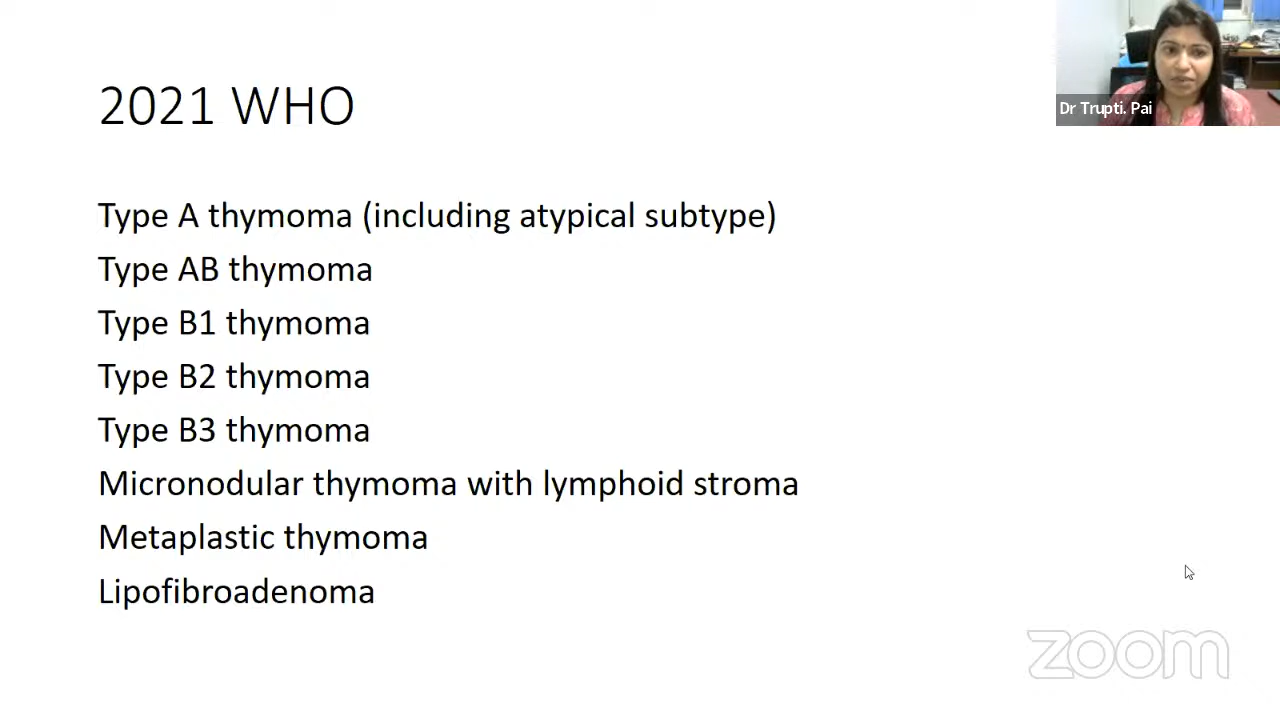 2021 WHO
Dr Trupti. Pai
Type A thymoma (including atypical subtype)
Type AB thymoma
Type B1 thymoma
Type B2 thymoma
Type B3 thymoma
Micronodular thymoma with lymphoid stroma
Metaplastic thymoma
Lipofibroadenoma
zoom